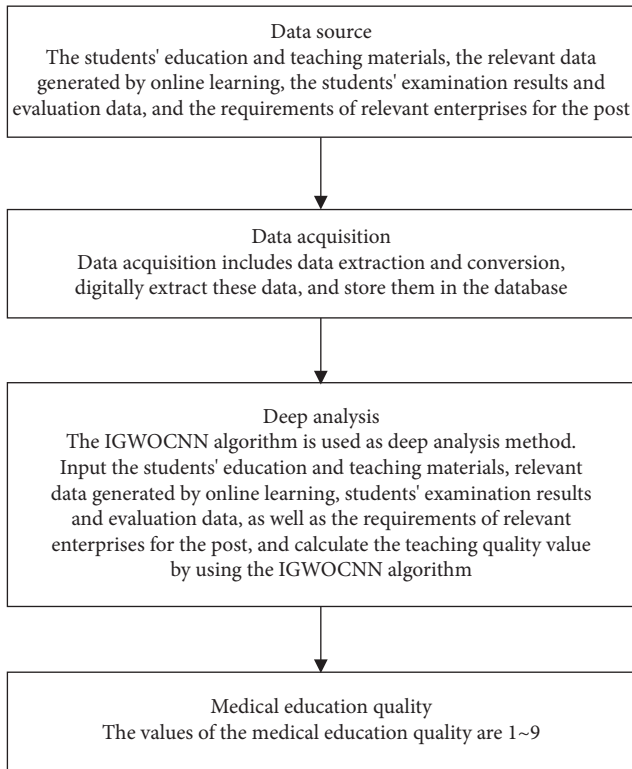 Data source
The students' education and teaching materials, the relevant data
generated by online learning, the students' examination results and
evaluation data, and the requirements of relevant enterprises for the post
Data acquisition
Data acquisition includes data extraction and conversion,
digitally extract these data, and store them in the database
Deep analysis
The IGWOCNN algorithm is used as deep analysis method.
Input the students' education and teaching materials, relevant
data generated by online learning, students' examination results
and evaluation data, as well as the requirements of relevant
enterprises for the post, and calculate the teaching quality value
by using the IGWOCNN algorithm
Medical education quality
The values of the medical education quality are 1~9